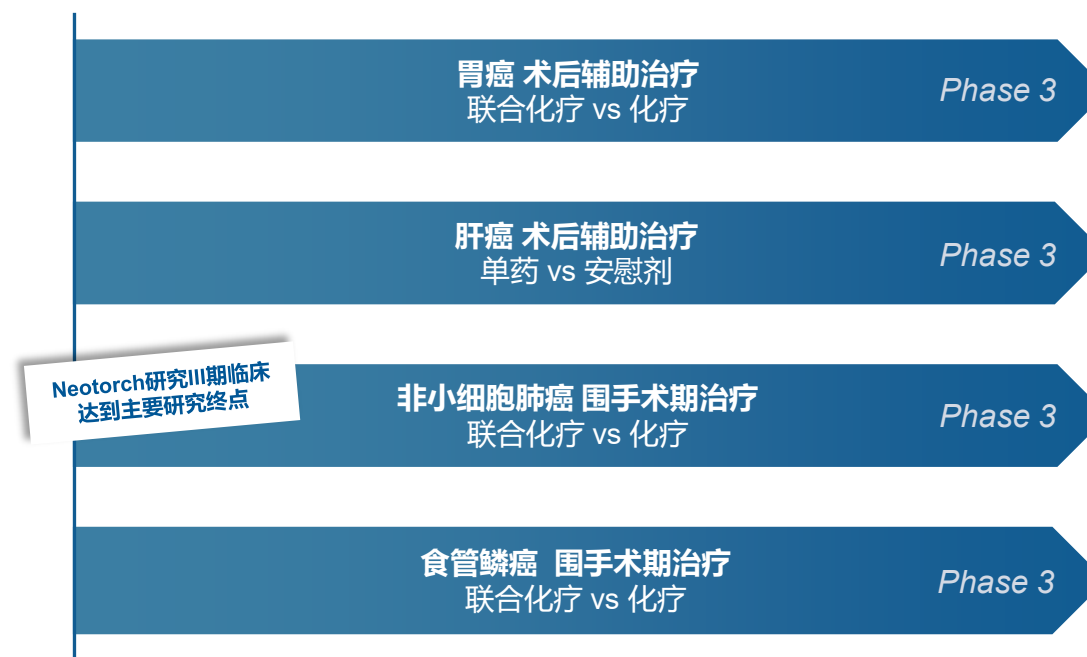 胃癌 术后辅助治疗
联合化疗 vs 化疗
Phase 3
肝癌 术后辅助治疗
单药 vs 安慰剂
Phase 3
Neotorch研究III期临床
达到主要研究终点
非小细胞肺癌 围手术期治疗
联合化疗 vs 化疗
Phase 3
食管鳞癌 围手术期治疗
联合化疗 vs 化疗
Phase 3